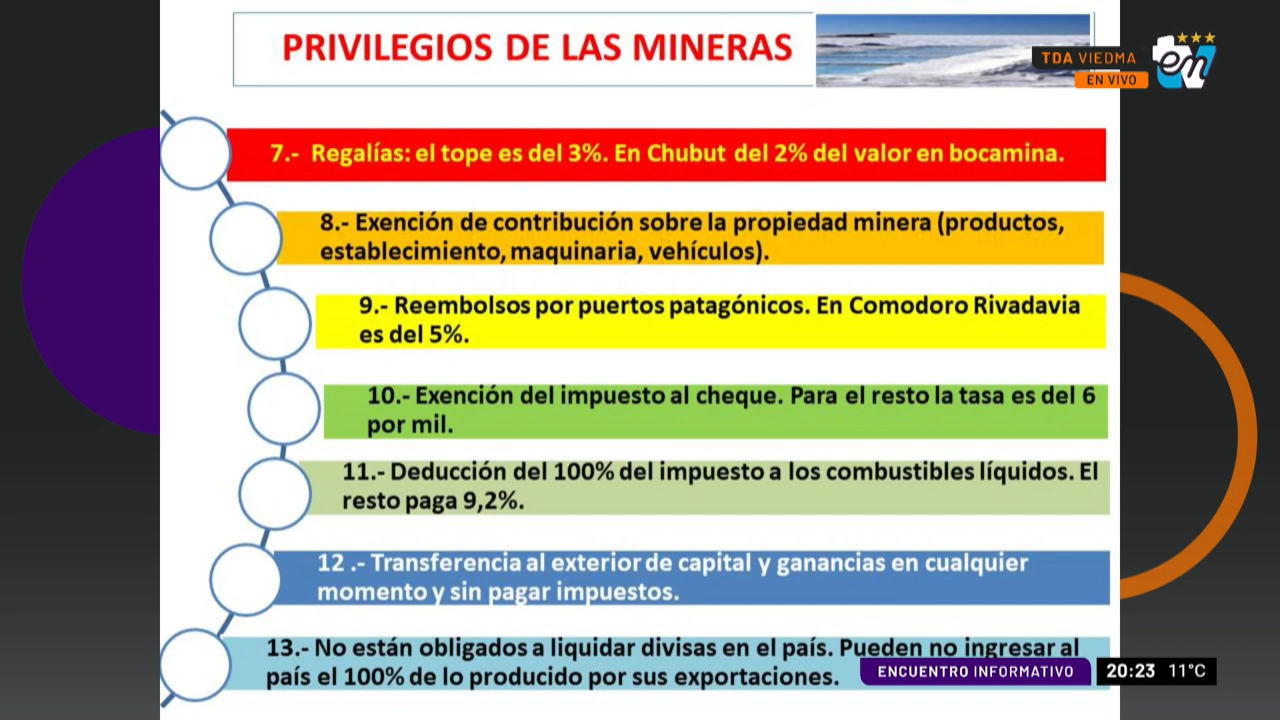 PRIVILEGIOS DE LAS MINERAS
TDA VIEDMA
EN VIVO
em
7.- Regalías: el tope es del 3%. En Chubut del 2% del valor en bocamina.
8.- Exención de contribución sobre la propiedad minera (productos,
establecimiento, maquinaria, vehículos).
9.- Reembolsos por puertos patagónicos. En Comodoro Rivadavia
es del 5%.
10.- Exención del impuesto al cheque. Para el resto la tasa es del 6
por mil.
11.- Deducción del 100% del impuesto a los combustibles líquidos. El
resto paga 9,2%.
12 .- Transferencia al exterior de capital y ganancias en cualquier
momento y sin pagar impuestos.
13.- No están obligados a liquidar divisas en el país. Pueden no ingresar al
país el 100% de lo producido por sus exportaciones.
ENCUENTRO INFORMATIVO
20:23 11°C